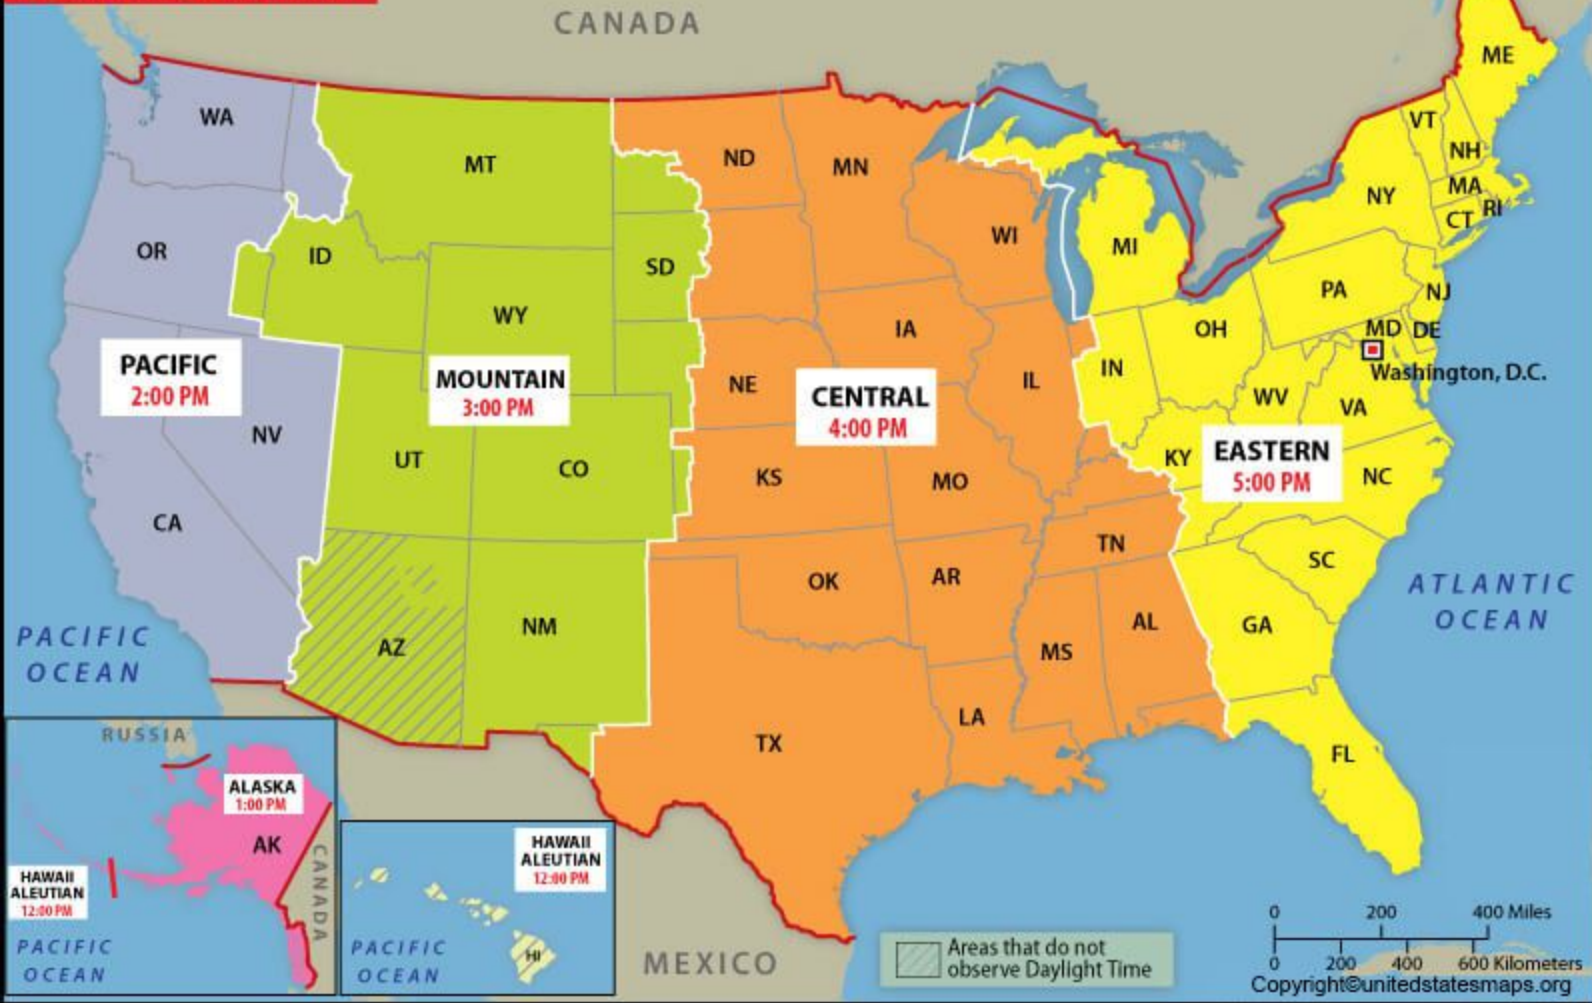 CANADA
WA
MT
ND
MN
OR
ID
SD
WI
MI
WY
IA
NE
IL
IN
OH
PA
NY
ME
VT
NH
MA
CT
RI
NJ
MD
DE
Washington, D.C.
WV
VA
KY
NC
PACIFIC
2:00 PM
MOUNTAIN
3:00 PM
CENTRAL
4:00 PM
EASTERN
5:00 PM
NV
UT
CO
KS
MO
CA
AZ
NM
OK
AR
TN
SC
MS
AL
GA
TX
LA
FL
PACIFIC
OCEAN
ATLANTIC
OCEAN
RUSSIA
ALASKA
1:00 PM
AK
CANADA
HAWAII
ALEUTIAN
12:00 PM
PACIFIC
OCEAN
HAWAII
ALEUTIAN
12:00 PM
HI
PACIFIC
OCEAN
MEXICO
Areas that do not
observe Daylight Time
0 200 400 Miles
0 200 400 600 Kilometers
Copyright©unitedstatesmaps.org